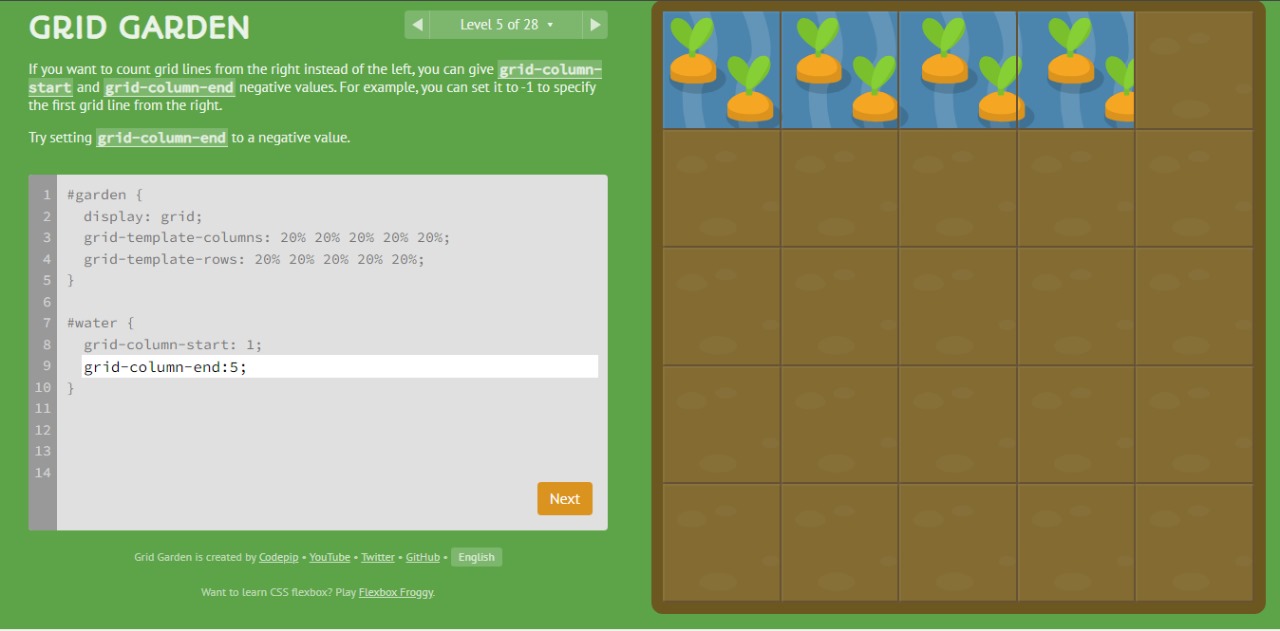 GRID GARDEN
◀ Level 5 of 28 ▾ ▶
If you want to count grid lines from the right instead of the left, you can give grid-column-
start and grid-column-end negative values. For example, you can set it to -1 to specify
the first grid line from the right.
Try setting grid-column-end to a negative value.
1 #garden {
2 display: grid;
3 grid-template-columns: 20% 20% 20% 20% 20%;
4 grid-template-rows: 20% 20% 20% 20% 20%;
5 }
6
7 #water {
8 grid-column-start: 1;
9 grid-column-end:5;
10 }
11
12
13
14
Next
Grid Garden is created by Codepip • YouTube • Twitter • GitHub • English
Want to learn CSS flexbox? Play Flexbox Froggy.